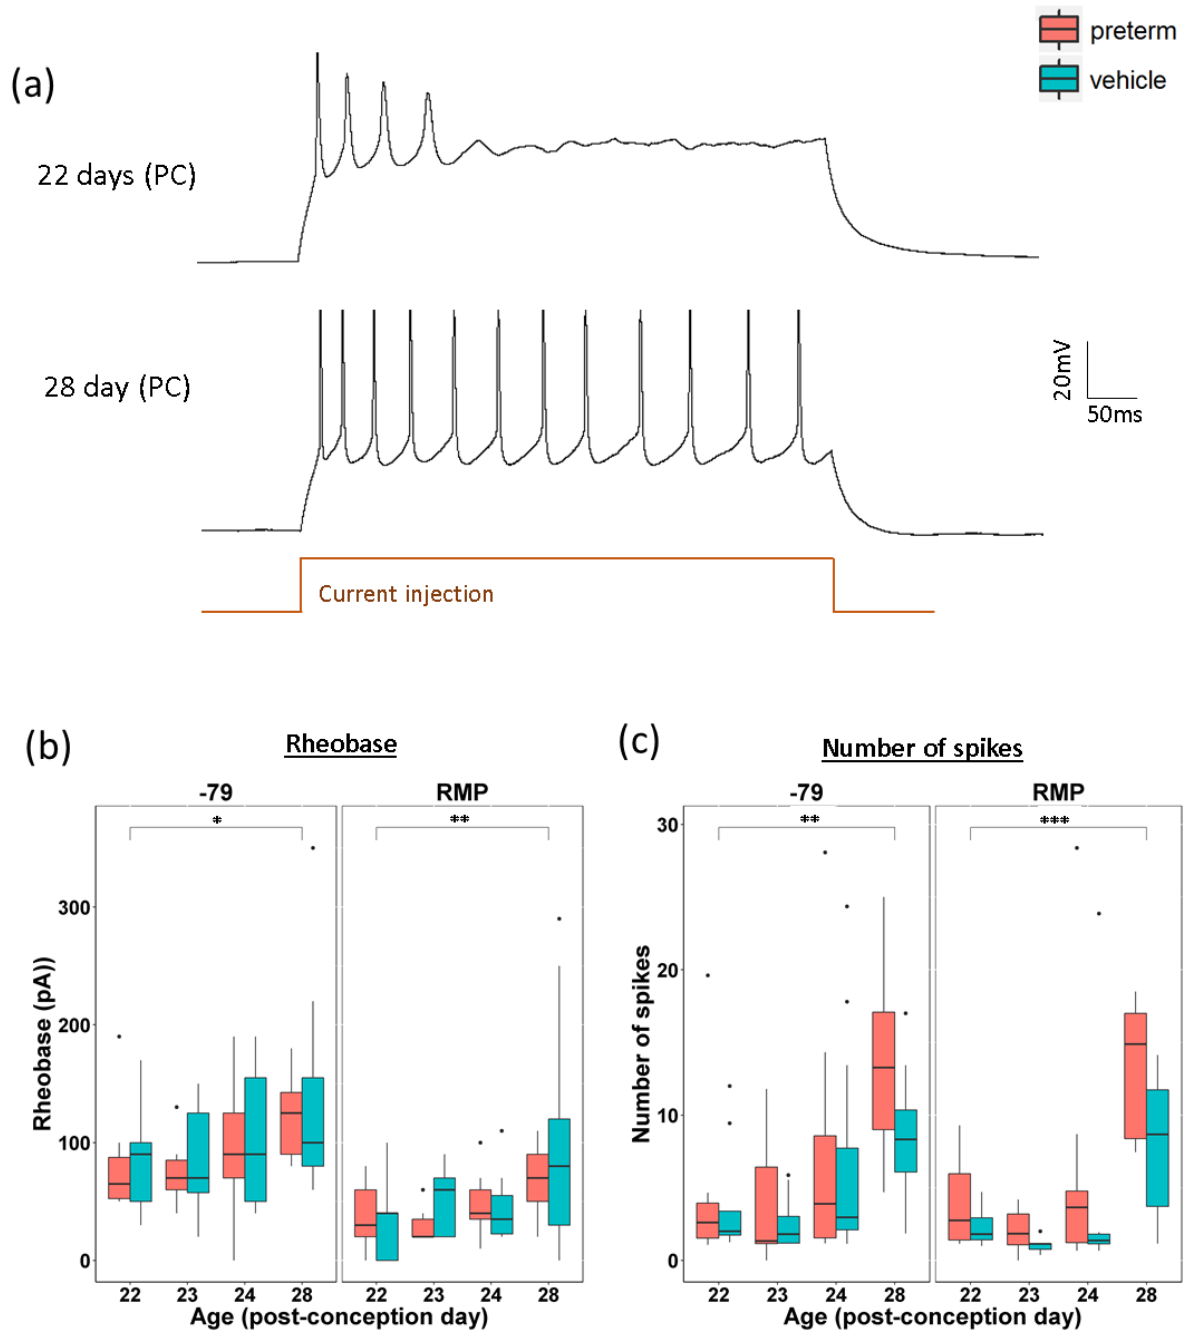 preterm
vehicle
(a)
22 days (PC)
28 day (PC)
20mV
50ms
Current injection
(b)
Rheobase
-79
RMP
*
**
300
200
100
0
Rheobase (pA))
22
23
24
28
22
23
24
28
Age (post-conception day)
(c)
Number of spikes
-79
RMP
**
***
30
20
10
0
Number of spikes
22
23
24
28
22
23
24
28
Age (post-conception day)